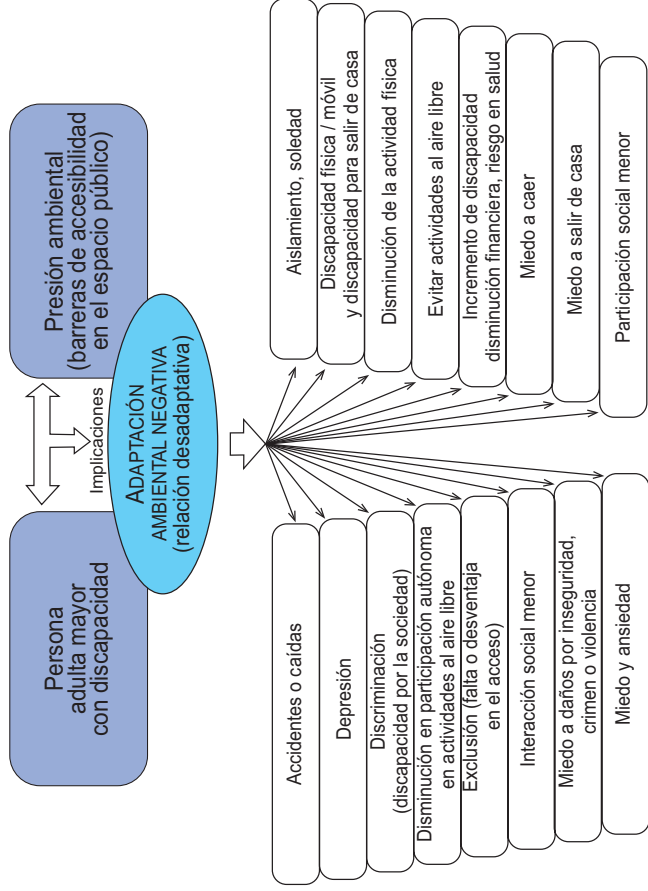 Persona
adulta mayor
con discapacidad
Implicaciones
Presión ambiental
(barreras de accesibilidad
en el espacio público)
ADAPTACIÓN
AMBIENTAL NEGATIVA
(relación desadaptativa)
Accidentes o caídas
Depresión
Discriminación
(discapacidad por la sociedad)
Disminución en participación autónoma
en actividades al aire libre
Exclusión (falta o desventaja
en el acceso)
Interacción social menor
Miedo a daños por inseguridad,
crimen o violencia
Miedo y ansiedad
Aislamiento, soledad
Discapacidad física / móvil
y discapacidad para salir de casa
Disminución de la actividad física
Evitar actividades al aire libre
Incremento de discapacidad
disminución financiera, riesgo en salud
Miedo a caer
Miedo a salir de casa
Participación social menor